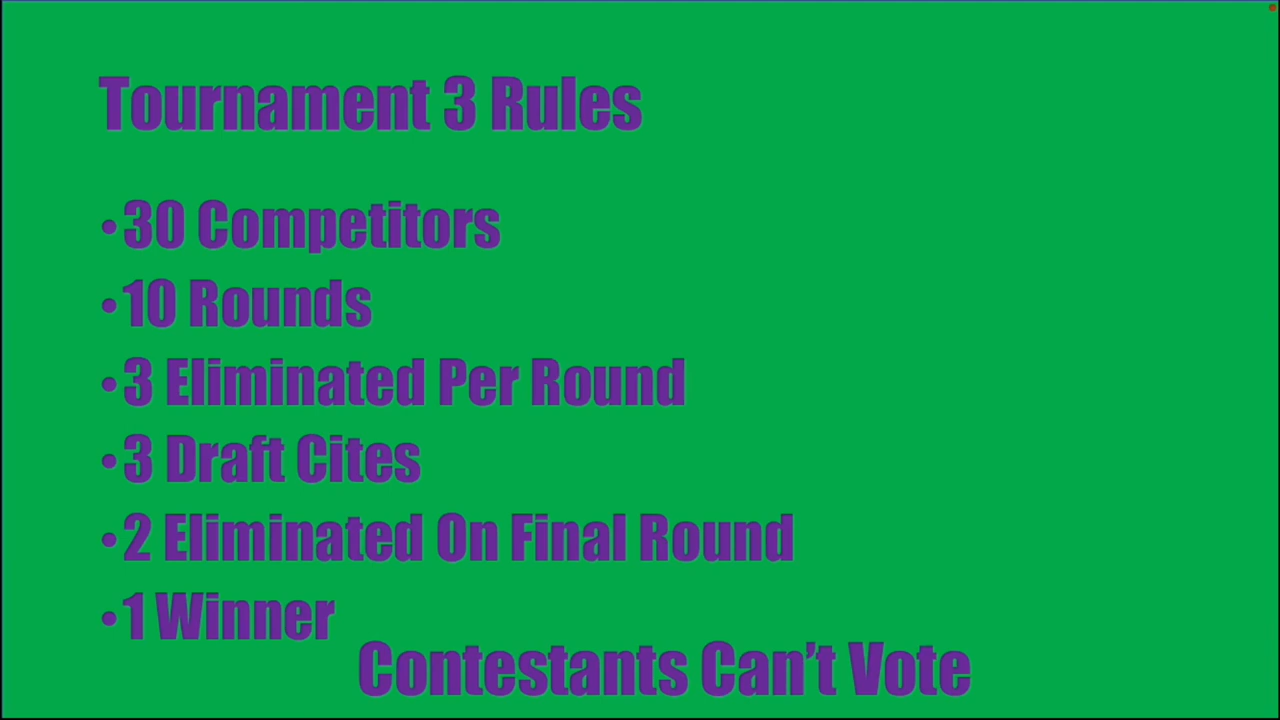 Tournament 3 Rules
•30 Competitors
•10 Rounds
•3 Eliminated Per Round
•3 Draft Cites
•2 Eliminated On Final Round
•1 Winner
Contestants Can’t Vote